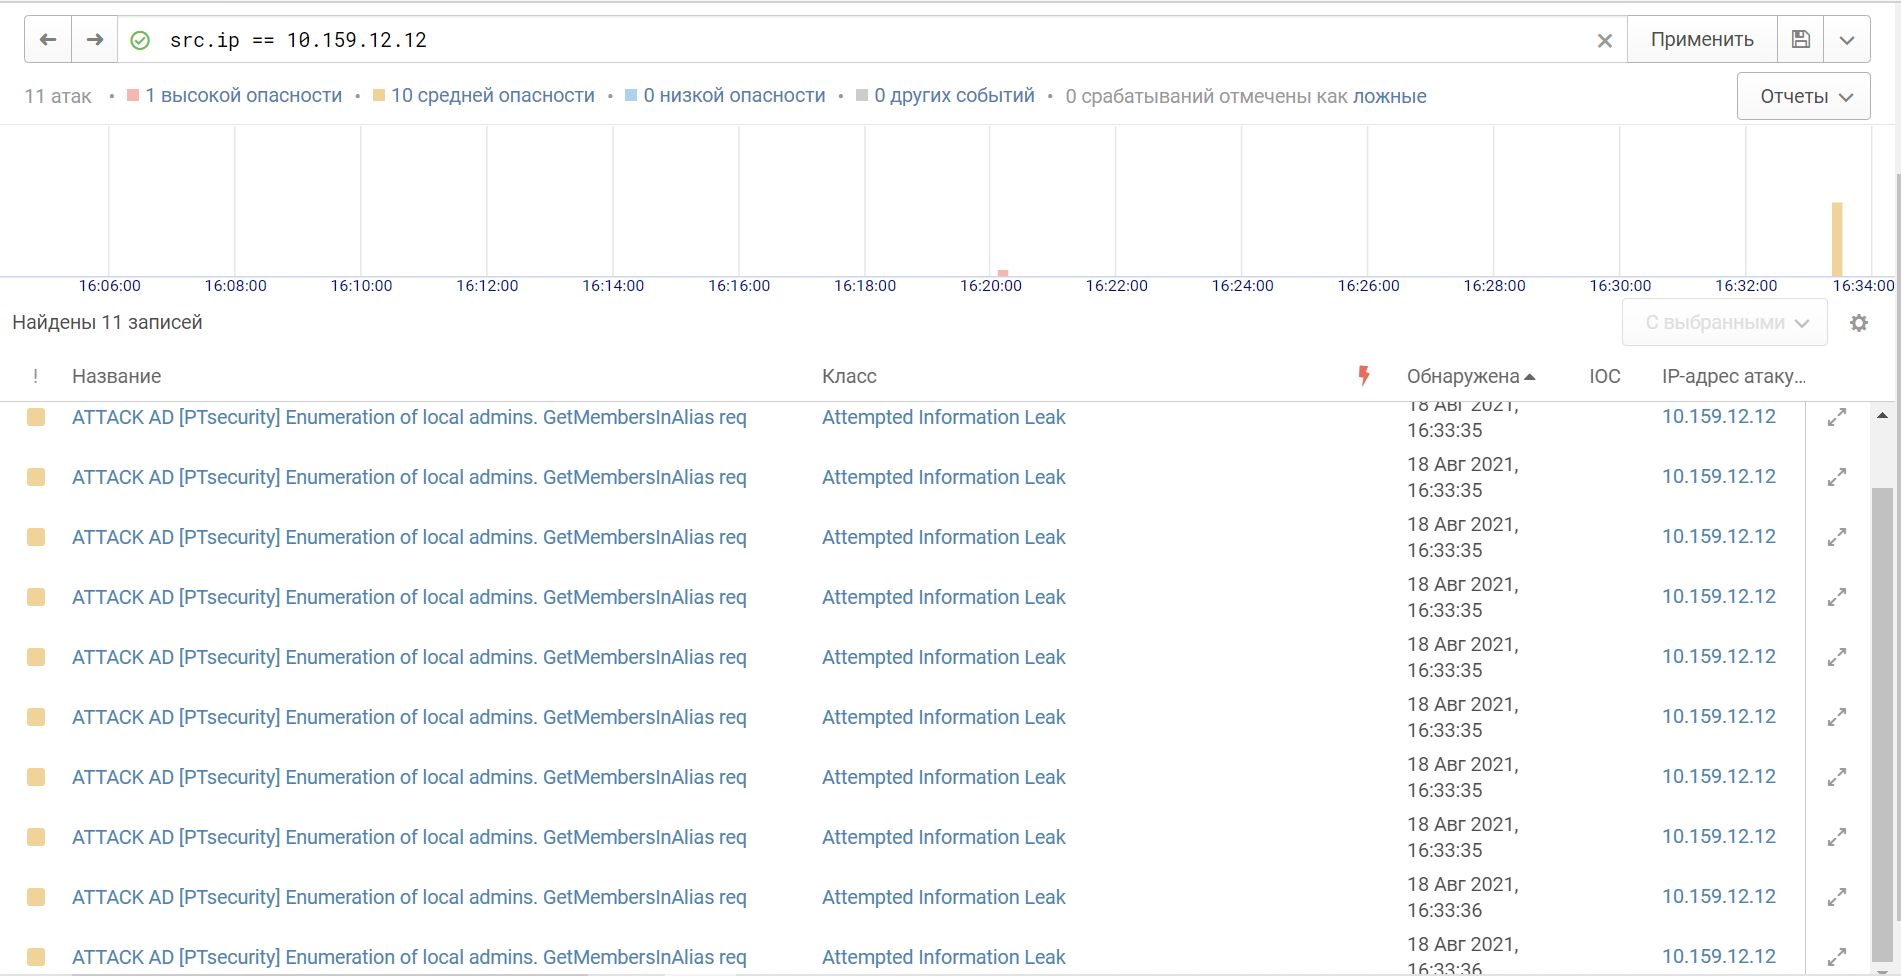 src.ip == 10.159.12.12
Применить
11 атак • 1 высокой опасности • 10 средней опасности • 0 низкой опасности • 0 других событий • 0 срабатываний отмечены как ложные
Отчеты
16:06:00 16:08:00 16:10:00 16:12:00 16:14:00 16:16:00 16:18:00 16:20:00 16:22:00 16:24:00 16:26:00 16:28:00 16:30:00 16:32:00 16:34:00
Найдены 11 записей
С выбранными
! Название Класс Обнаружена IOC IP-адрес атаку...
ATTACK AD [PTsecurity] Enumeration of local admins. GetMembersInAlias req Attempted Information Leak 18 Авг 2021, 10.159.12.12
16:33:35
ATTACK AD [PTsecurity] Enumeration of local admins. GetMembersInAlias req Attempted Information Leak 18 Авг 2021, 10.159.12.12
16:33:35
ATTACK AD [PTsecurity] Enumeration of local admins. GetMembersInAlias req Attempted Information Leak 18 Авг 2021, 10.159.12.12
16:33:35
ATTACK AD [PTsecurity] Enumeration of local admins. GetMembersInAlias req Attempted Information Leak 18 Авг 2021, 10.159.12.12
16:33:35
ATTACK AD [PTsecurity] Enumeration of local admins. GetMembersInAlias req Attempted Information Leak 18 Авг 2021, 10.159.12.12
16:33:35
ATTACK AD [PTsecurity] Enumeration of local admins. GetMembersInAlias req Attempted Information Leak 18 Авг 2021, 10.159.12.12
16:33:35
ATTACK AD [PTsecurity] Enumeration of local admins. GetMembersInAlias req Attempted Information Leak 18 Авг 2021, 10.159.12.12
16:33:35
ATTACK AD [PTsecurity] Enumeration of local admins. GetMembersInAlias req Attempted Information Leak 18 Авг 2021, 10.159.12.12
16:33:35
ATTACK AD [PTsecurity] Enumeration of local admins. GetMembersInAlias req Attempted Information Leak 18 Авг 2021, 10.159.12.12
16:33:36
ATTACK AD [PTsecurity] Enumeration of local admins. GetMembersInAlias req Attempted Information Leak 18 Авг 2021, 10.159.12.12
16:33:36